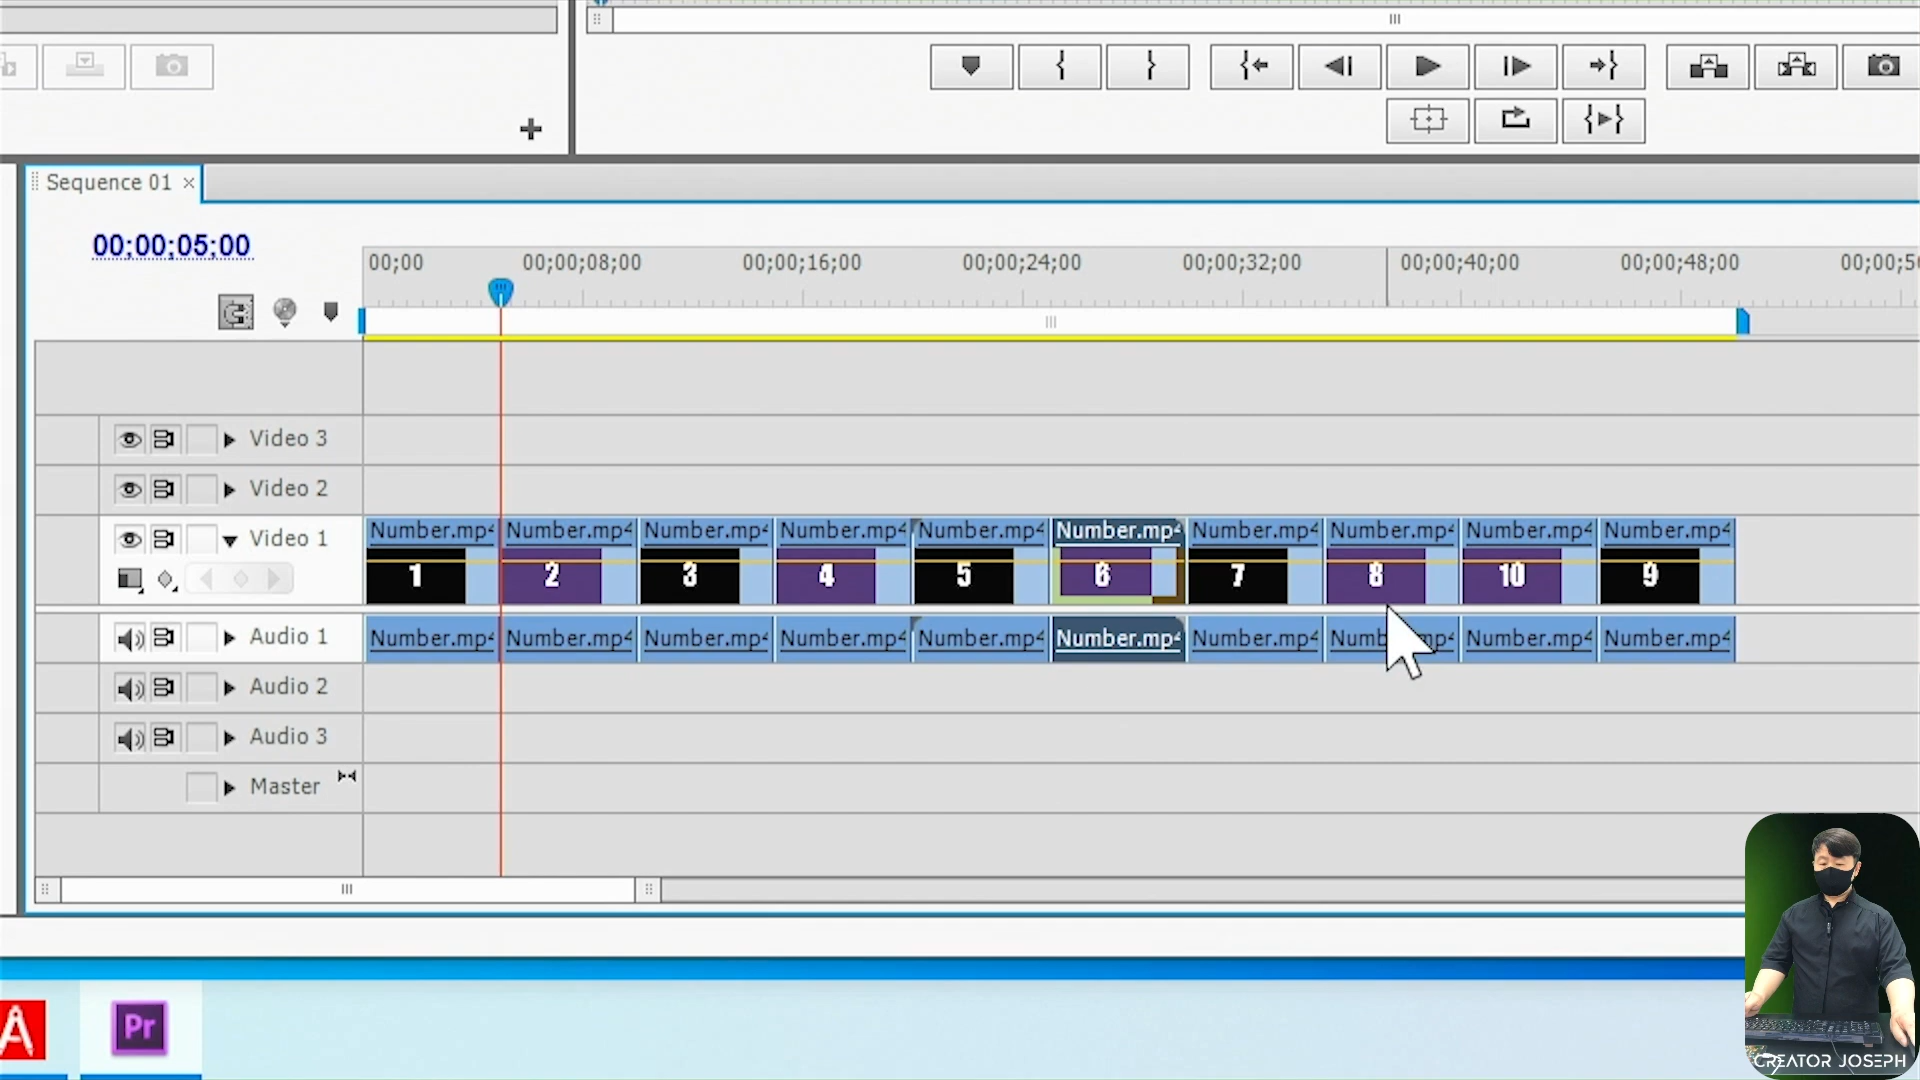 Sequence 01
00;00;05;00
00;00 00;00;08;00 00;00;16;00 00;00;24;00 00;00;32;00 00;00;40;00 00;00;48;00
Video 3
Video 2
Video 1
Number.mp4 Number.mp4 Number.mp4 Number.mp4 Number.mp4 Number.mp4 Number.mp4 Number.mp4 Number.mp4 Number.mp4
1 2 3 4 5 6 7 8 10 9
Audio 1
Number.mp4 Number.mp4 Number.mp4 Number.mp4 Number.mp4 Number.mp4 Number.mp4 Number.mp4 Number.mp4
Audio 2
Audio 3
Master
Pr
CREATOR JOSEPH